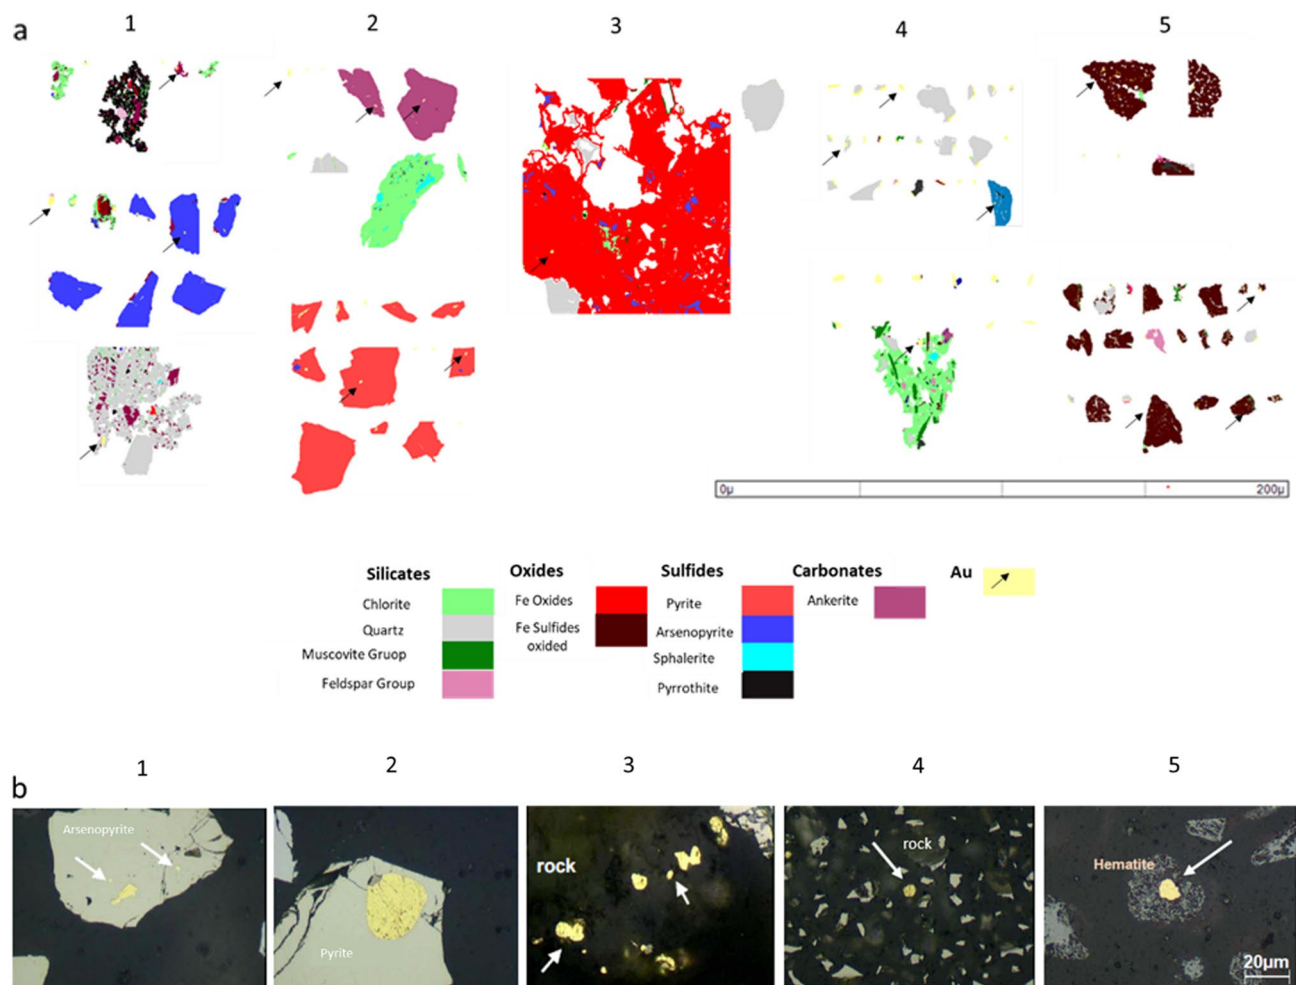 a
1 2 3 4 5
0μ 200μ
Silicates Oxides Sulfides Carbonates Au
Chlorite Fe Oxides Pyrite Ankerite
Quartz Fe Sulfides oxided Arsenopyrite
Muscovite Gruop Sphalerite
Feldspar Group Pyrrothite
b
1 2 3 4 5
Arsenopyrite
Pyrite
rock
rock
Hematite
20μm